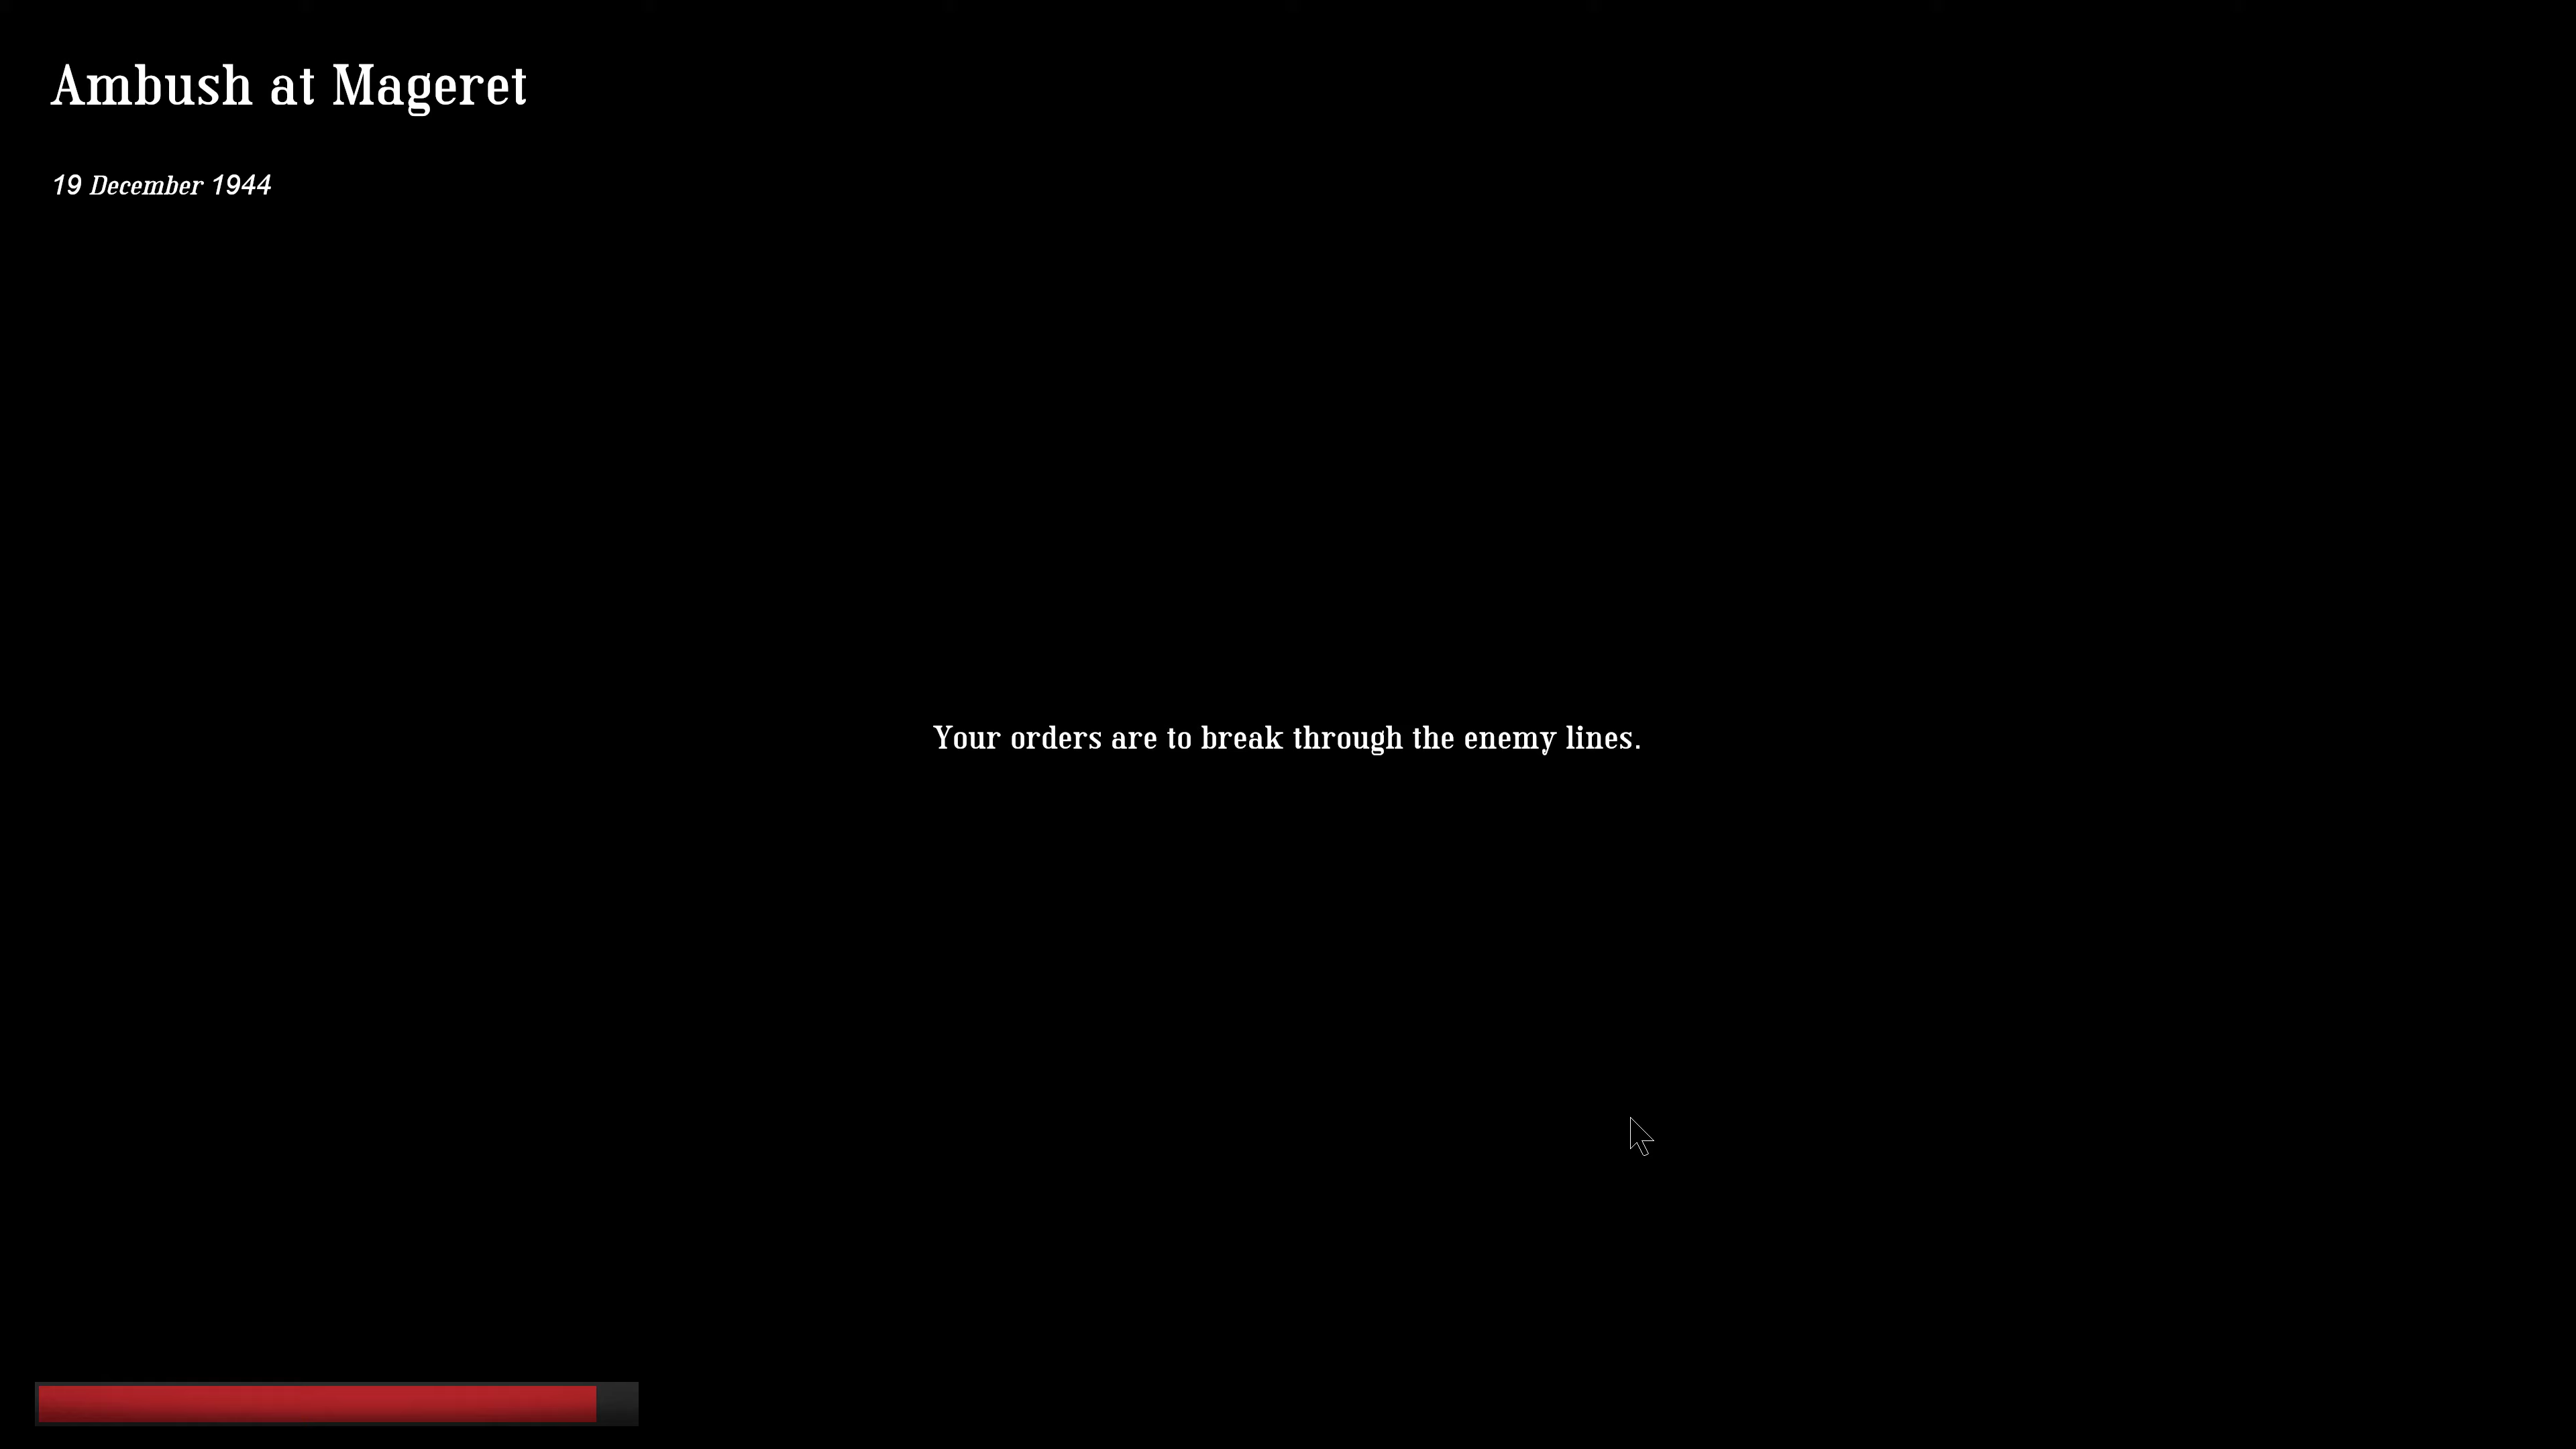 Ambush at Mageret
19 December 1944
Your orders are to break through the enemy lines.